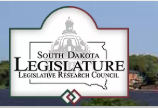 SOUTH DAKOTA
LEGISLATURE
LEGISLATIVE RESEARCH COUNCIL